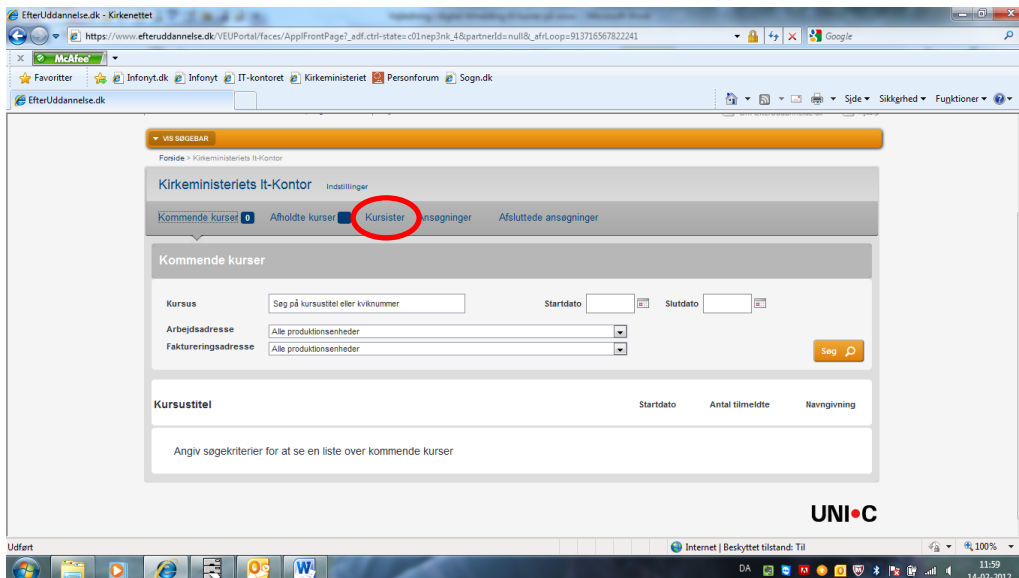 EfterUddannelse.dk - Kirkenettet
https://www.efteruddannelse.dk/VEUPortal/faces/ApplFrontPage?_adf.ctrl-state=c01nep3nk_4&partnerId=null&_afrLoop=913716567822241
Google
x McAfee
Favoritter Infonyt.dk Infonyt IT-kontoret Kirkeministeriet Personforum Sogn.dk
EfterUddannelse.dk
Side Sikkerhed Funktioner
VIS SØGEBAR
Forside > Kirkeministeriets It-Kontor
Kirkeministeriets It-Kontor Indstillinger
Kommende kurser 0 Afholdte kurser Kursister Ansøgninger Afsluttede ansøgninger
Kommende kurser
Kursus Søg på kursustitel eller kviknummer Startdato Slutdato
Arbejdsadresse Alle produktionsenheder
Faktureringsadresse Alle produktionsenheder
Søg
Kursustitel Startdato Antal tilmeldte Navngivning
Angiv søgekriterier for at se en liste over kommende kurser
UNI•C
Udført Internet | Beskyttet tilstand: Til 100%
DA 11:59
14-02-2012